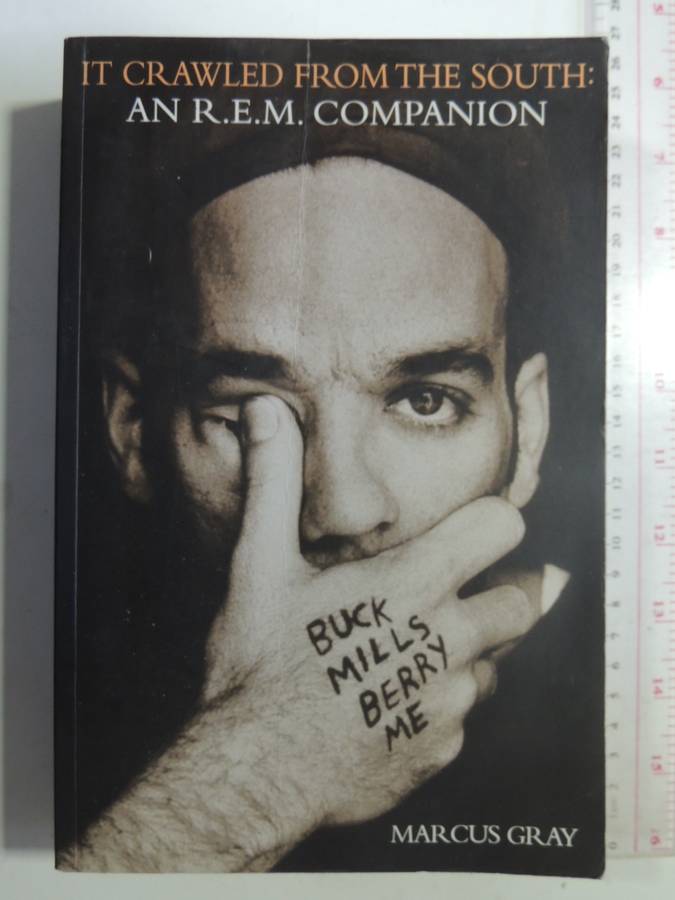 IT CRAWLED FROM THE SOUTH:
AN R.E.M. COMPANION
BUCK
MILLS
BERRY
ME
MARCUS GRAY